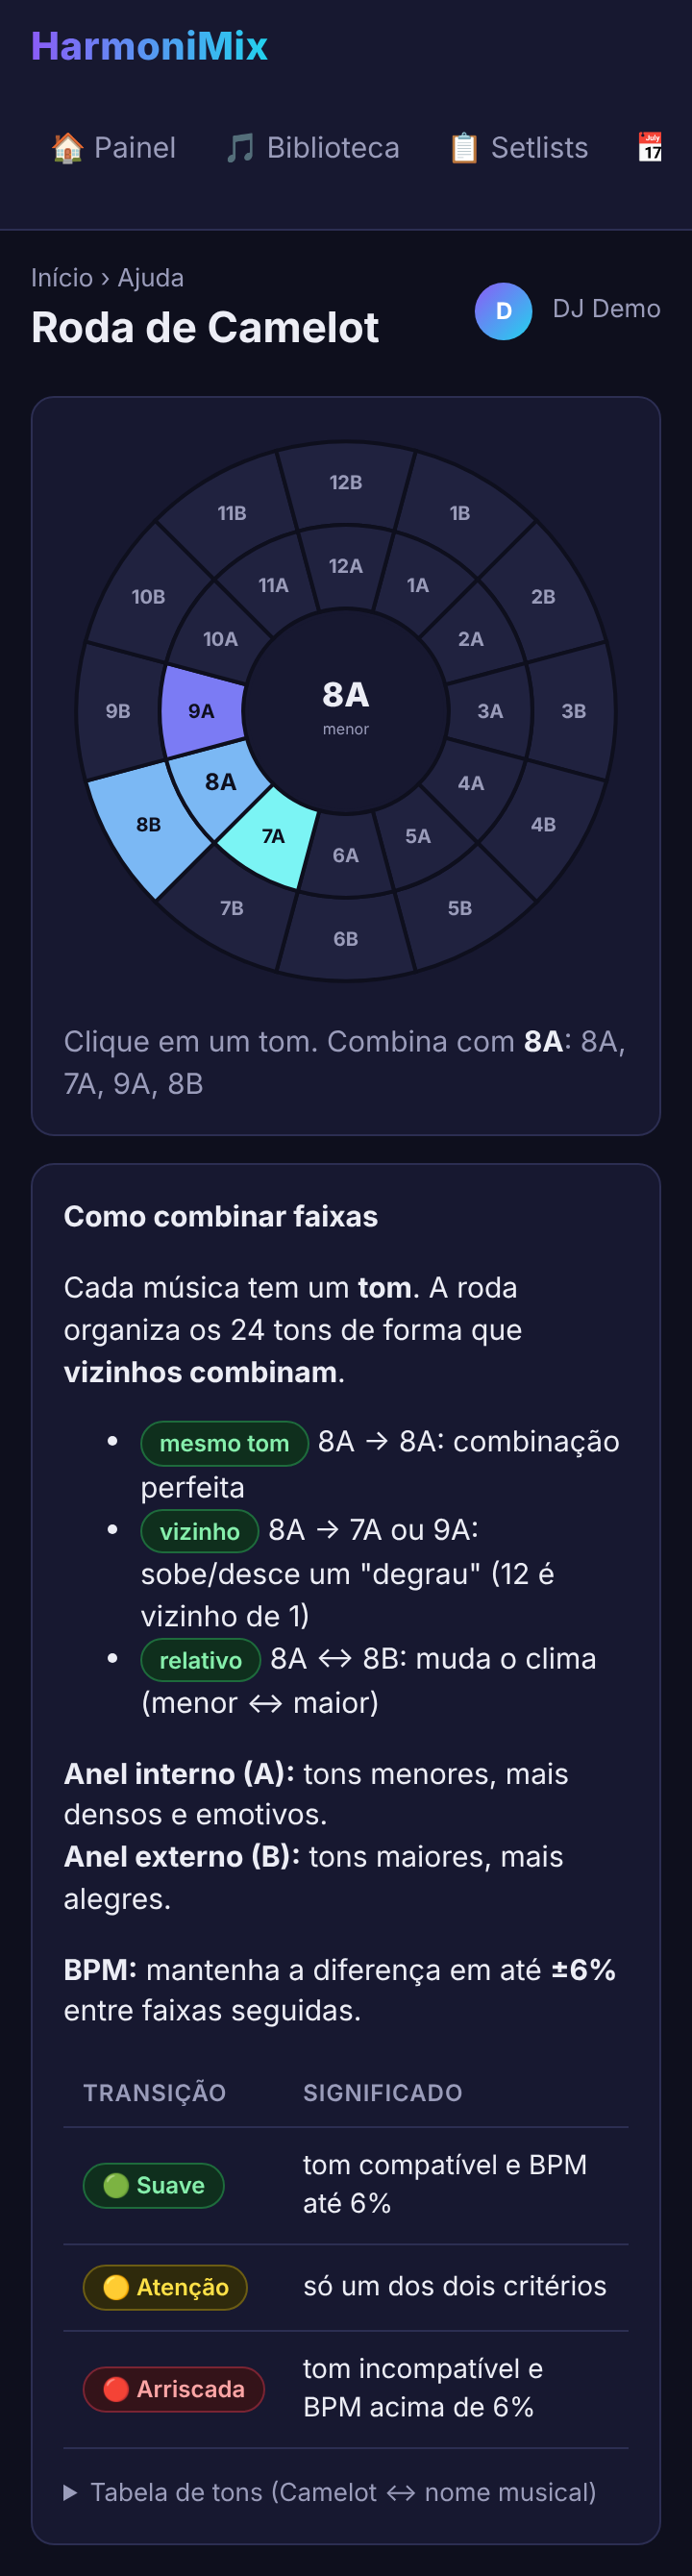 HarmoniMix
🏠 Painel 🎵 Biblioteca 📋 Setlists 📅
Início › Ajuda
Roda de Camelot
D DJ Demo
12B
11B 1B
12A
11A 1A
10B 2B
10A 2A
8A
menor
9B 9A 3A 3B
8A 4A
8B 4B
7A 5A
6A
7B 5B
6B
Clique em um tom. Combina com 8A: 8A,
7A, 9A, 8B
Como combinar faixas
Cada música tem um tom. A roda
organiza os 24 tons de forma que
vizinhos combinam.
• mesmo tom 8A → 8A: combinação
perfeita
• vizinho 8A → 7A ou 9A:
sobe/desce um "degrau" (12 é
vizinho de 1)
• relativo 8A ↔ 8B: muda o clima
(menor ↔ maior)
Anel interno (A): tons menores, mais
densos e emotivos.
Anel externo (B): tons maiores, mais
alegres.
BPM: mantenha a diferença em até ±6%
entre faixas seguidas.
TRANSIÇÃO SIGNIFICADO
🟢 Suave tom compatível e BPM
até 6%
🟡 Atenção só um dos dois critérios
🔴 Arriscada tom incompatível e
BPM acima de 6%
▶ Tabela de tons (Camelot ↔ nome musical)